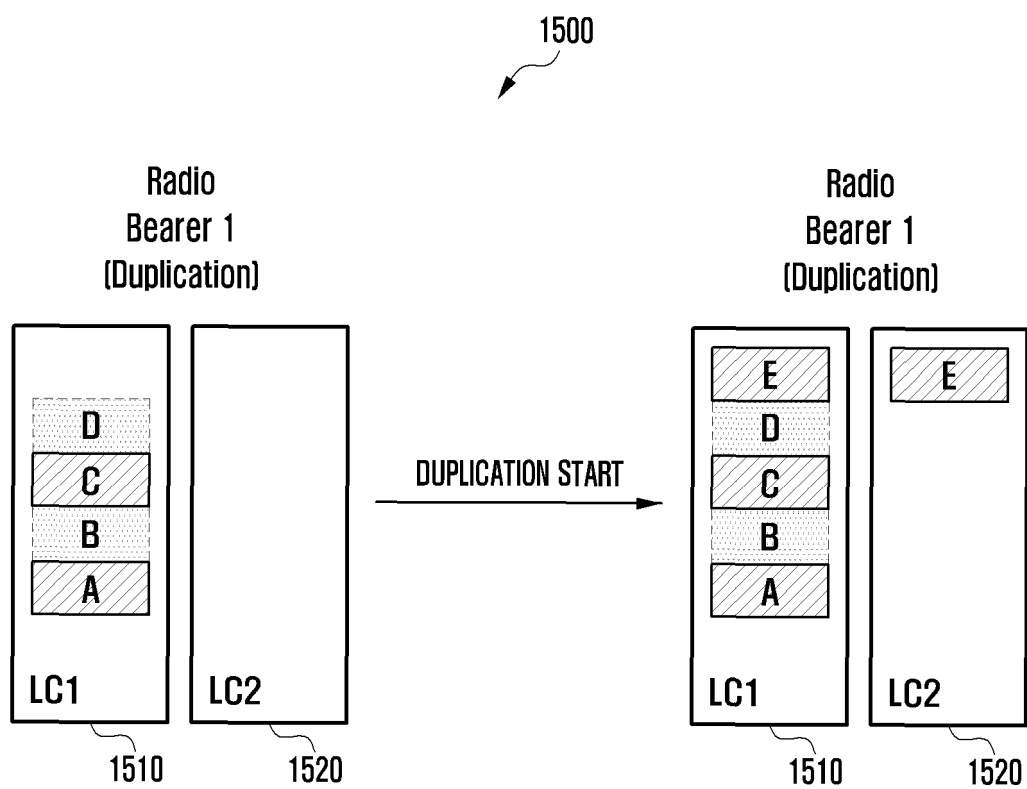 1500
Radio
Bearer 1
(Duplication)
D
C
B
A
LC1
LC2
1510
1520
DUPLICATION START
Radio
Bearer 1
(Duplication)
E
D
C
B
A
E
LC1
LC2
1510
1520